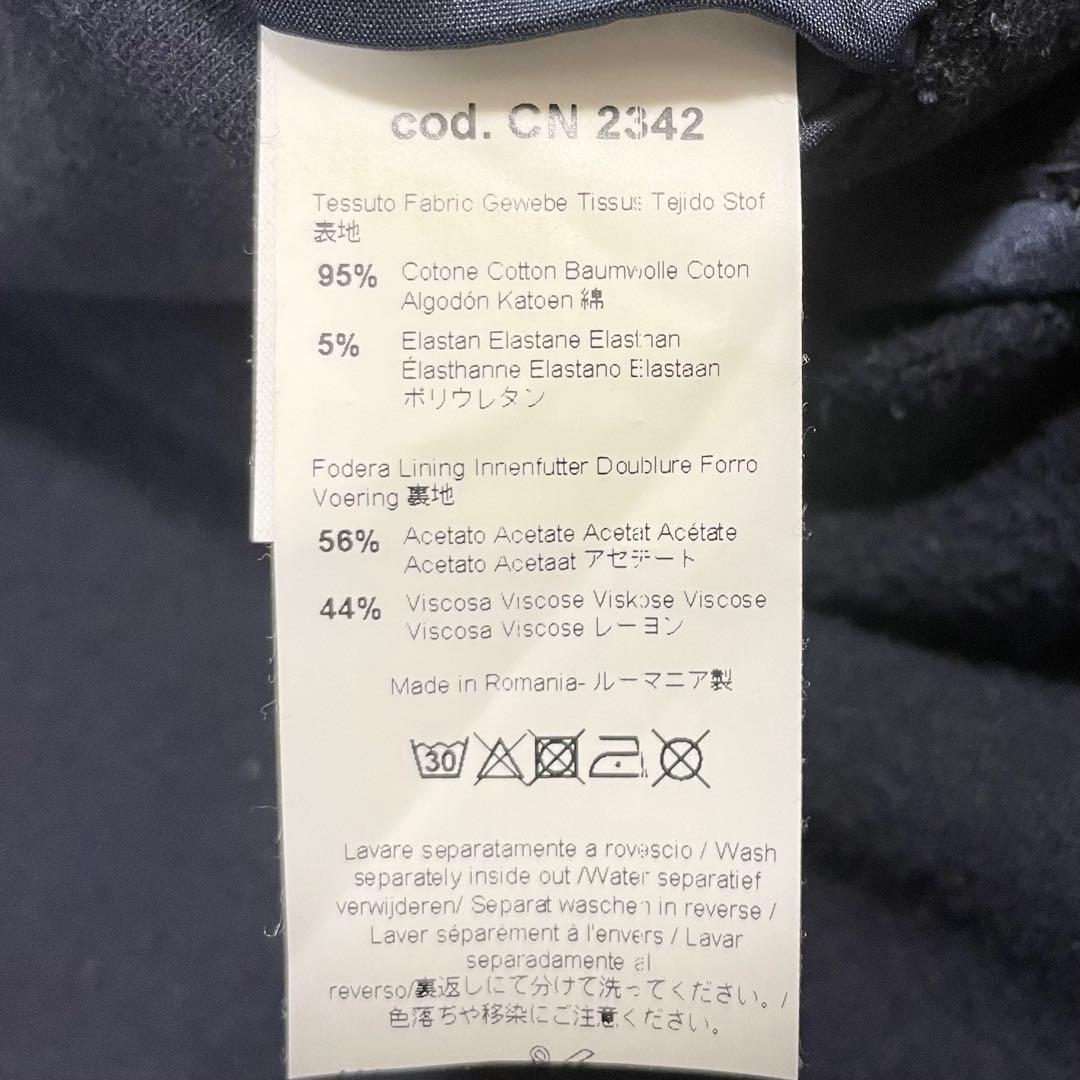 cod. CN 2342
Tessuto Fabric Gewebe Tissus Tejido Stof
表地
95% Cotone Cotton Baumwolle Coton
Algodón Katoen 綿
5% Elastan Elastane Elasthan
Élasthanne Elastano Elastaan
ポリウレタン
Fodera Lining Innenfutter Doublure Forro
Voering 裏地
56% Acetato Acetate Acetat Acétate
Acetato Acetaat アセテート
44% Viscosa Viscose Viskose Viscose
Viscosa Viscose レーヨン
Made in Romania- ルーマニア製
30
Lavare separatamente a rovescio / Wash
separately inside out /Water separatief
verwijderen/ Separat waschen in reverse /
Laver séparément à l'envers / Lavar
separadamente al
reverso/裏返しにて分けて洗ってください。/
色落ちや移染にご注意ください。